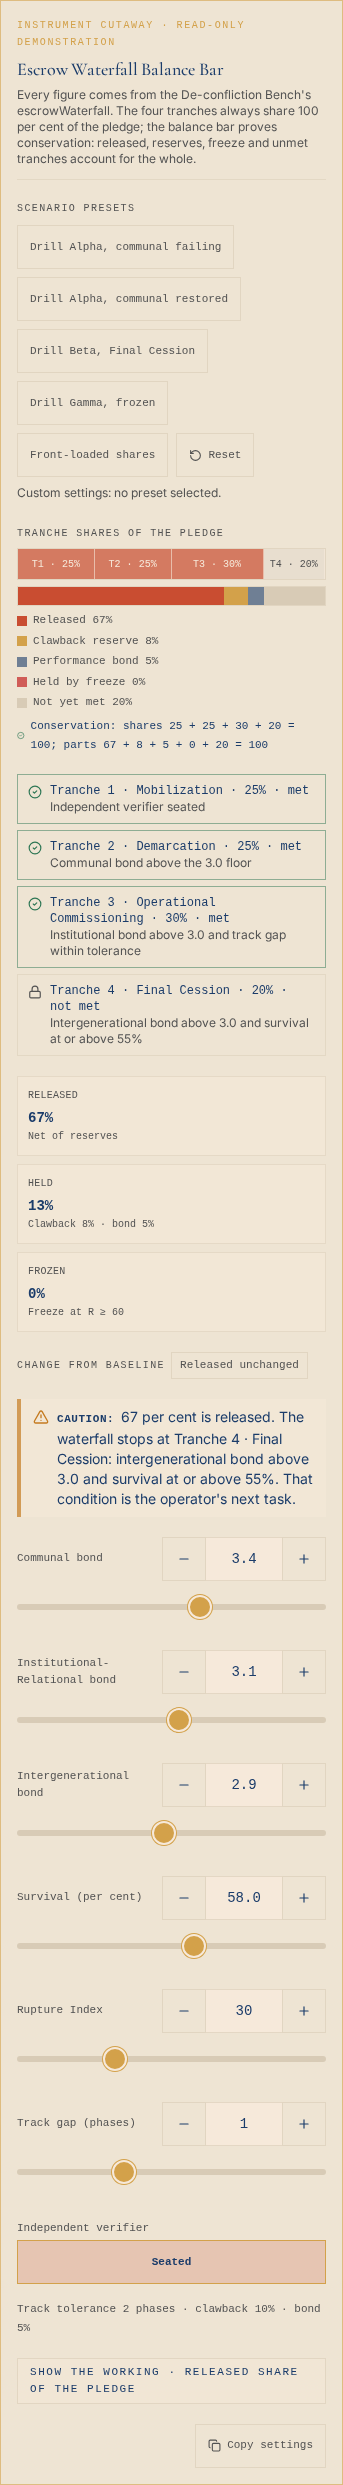 INSTRUMENT CUTAWAY · READ-ONLY
DEMONSTRATION
Escrow Waterfall Balance Bar
Every figure comes from the De-confliction Bench's
escrowWaterfall. The four tranches always share 100
per cent of the pledge; the balance bar proves
conservation: released, reserves, freeze and unmet
tranches account for the whole.
SCENARIO PRESETS
Drill Alpha, communal failing
Drill Alpha, communal restored
Drill Beta, Final Cession
Drill Gamma, frozen
Front-loaded shares
Reset
Custom settings: no preset selected.
TRANCHE SHARES OF THE PLEDGE
T1 · 25% T2 · 25% T3 · 30% T4 · 20%
Released 67%
Clawback reserve 8%
Performance bond 5%
Held by freeze 0%
Not yet met 20%
Conservation: shares 25 + 25 + 30 + 20 =
100; parts 67 + 8 + 5 + 0 + 20 = 100
Tranche 1 · Mobilization · 25% · met
Independent verifier seated
Tranche 2 · Demarcation · 25% · met
Communal bond above the 3.0 floor
Tranche 3 · Operational
Commissioning · 30% · met
Institutional bond above 3.0 and track gap
within tolerance
Tranche 4 · Final Cession · 20% ·
not met
Intergenerational bond above 3.0 and survival
at or above 55%
RELEASED
67%
Net of reserves
HELD
13%
Clawback 8% · bond 5%
FROZEN
0%
Freeze at R ≥ 60
CHANGE FROM BASELINE Released unchanged
CAUTION: 67 per cent is released. The
waterfall stops at Tranche 4 · Final
Cession: intergenerational bond above
3.0 and survival at or above 55%. That
condition is the operator's next task.
Communal bond − 3.4 +
Institutional-
Relational bond − 3.1 +
Intergenerational
bond − 2.9 +
Survival (per cent) − 58.0 +
Rupture Index − 30 +
Track gap (phases) − 1 +
Independent verifier
Seated
Track tolerance 2 phases · clawback 10% · bond
5%
SHOW THE WORKING · RELEASED SHARE
OF THE PLEDGE
Copy settings